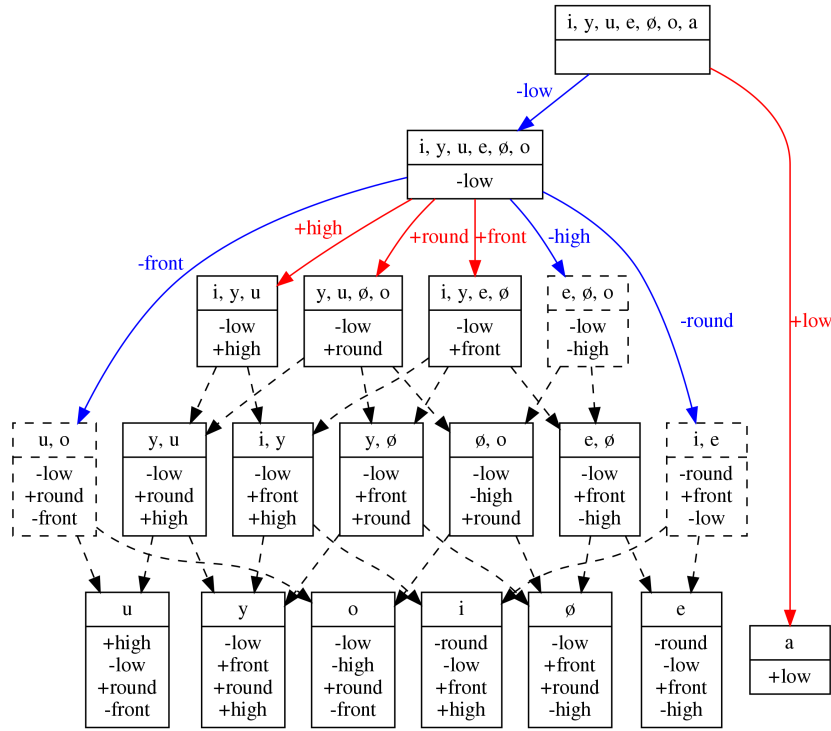 i, y, u, e, ø, o, a
-low
i, y, u, e, ø, o
-low
+high
+round
+front
-high
-front
-round
+low
i, y, u
-low
+high
y, u, ø, o
-low
+round
i, y, e, ø
-low
+front
e, ø, o
-low
-high
u, o
-low
+round
-front
y, u
-low
+round
+high
i, y
-low
+front
+high
y, ø
-low
+front
+round
ø, o
-low
-high
+round
e, ø
-low
+front
-high
i, e
-round
+front
-low
u
+high
-low
+round
-front
y
-low
+front
+round
+high
o
-low
-high
+round
-front
i
-round
-low
+front
+high
ø
-low
+front
+round
-high
e
-round
-low
+front
-high
a
+low